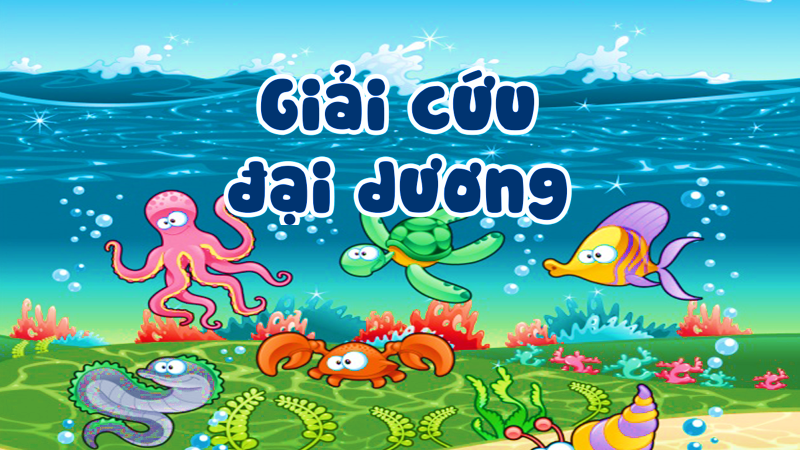 Giải cứu
đại dương